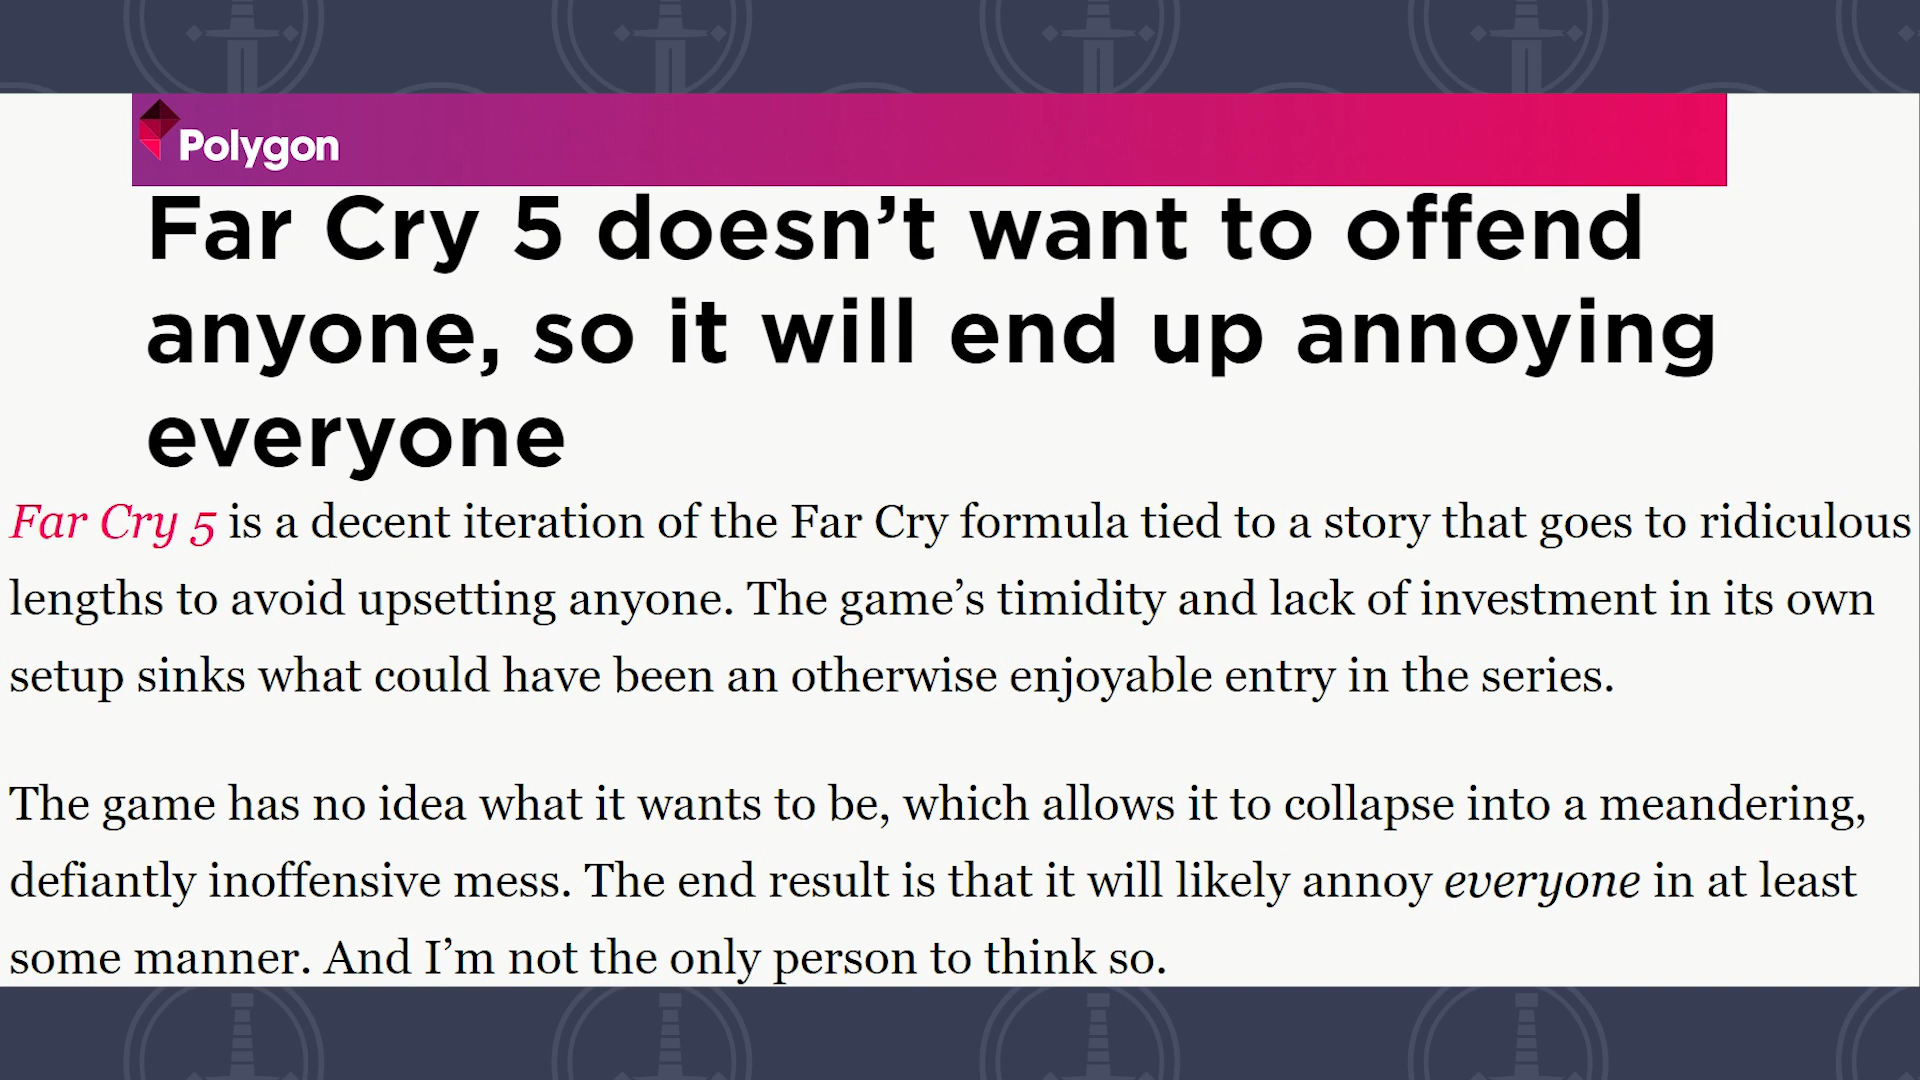 Polygon
Far Cry 5 doesn’t want to offend
anyone, so it will end up annoying
everyone
Far Cry 5 is a decent iteration of the Far Cry formula tied to a story that goes to ridiculous
lengths to avoid upsetting anyone. The game’s timidity and lack of investment in its own
setup sinks what could have been an otherwise enjoyable entry in the series.
The game has no idea what it wants to be, which allows it to collapse into a meandering,
defiantly inoffensive mess. The end result is that it will likely annoy everyone in at least
some manner. And I’m not the only person to think so.